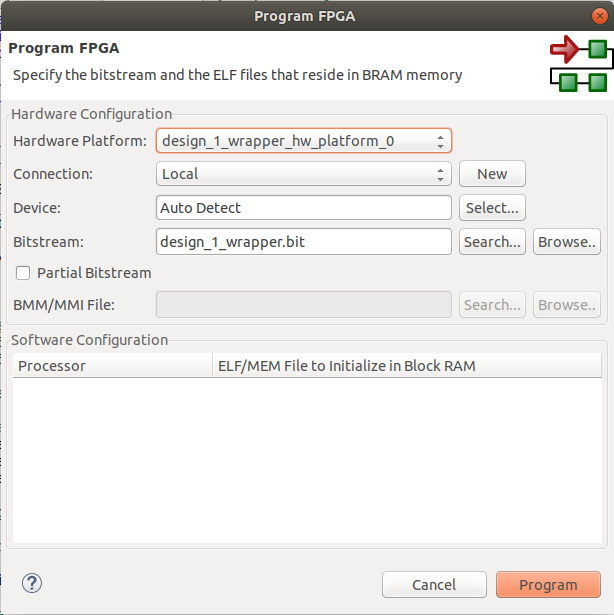 Program FPGA
Program FPGA
Specify the bitstream and the ELF files that reside in BRAM memory
Hardware Configuration
Hardware Platform: design_1_wrapper_hw_platform_0
Connection: Local New
Device: Auto Detect Select...
Bitstream: design_1_wrapper.bit Search... Browse..
Partial Bitstream
BMM/MMI File: Search... Browse..
Software Configuration
Processor ELF/MEM File to Initialize in Block RAM
? Cancel Program